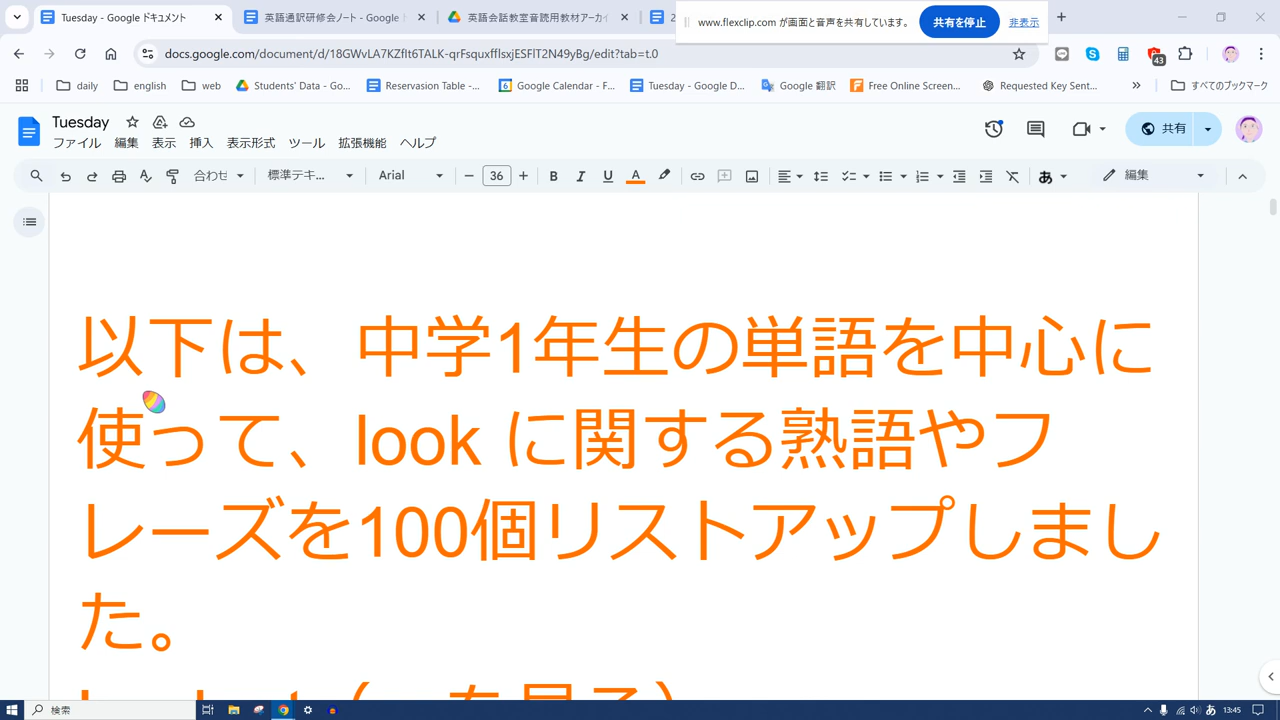 Tuesday - Google ドキュメント
英語通訳研修会ノート - Google
英語会話教室音読用教材アーカイ
www.flexclip.com が画面と音声を共有しています。
共有を停止
非表示
docs.google.com/document/d/18GWvLA7KZflt6TALK-qrFsquxfflsxjESFlT2N49yBg/edit?tab=t.0
43
daily
english
web
Students' Data - Go...
Reservasion Table -...
Google Calendar - F...
Tuesday - Google D...
Google 翻訳
Free Online Screen...
Requested Key Sent...
すべてのブックマーク
Tuesday
ファイル 編集 表示 挿入 表示形式 ツール 拡張機能 ヘルプ
共有
合わせ
標準テキ...
Arial
36
B I U A
あ
編集
以下は、中学1年生の単語を中心に
使って、look に関する熟語やフ
レーズを100個リストアップしまし
た。
検索
あ
13:45